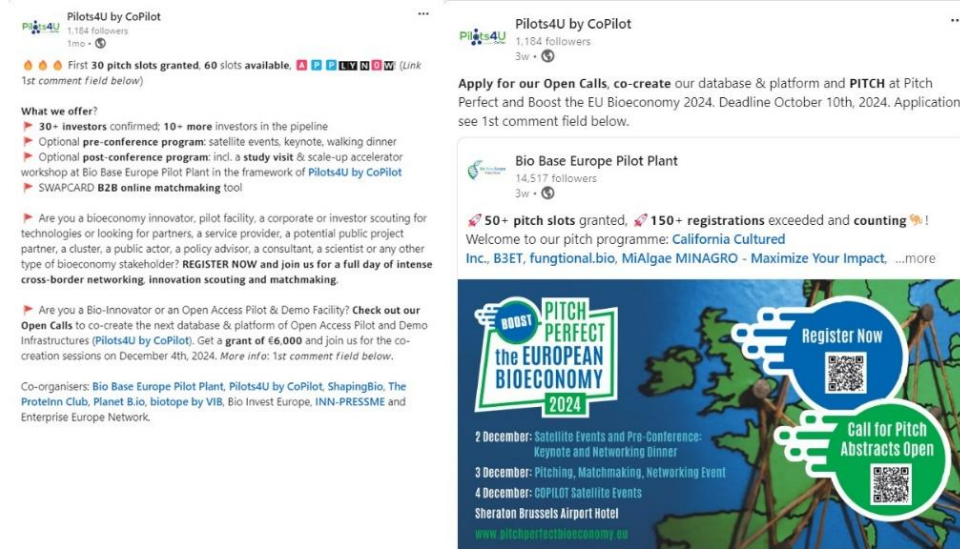 Pilots4U
Pilots4U by CoPilot
1,184 followers
1mo •
🔥 🔥 🔥 First 30 pitch slots granted, 60 slots available, 🅰 🅿 🅿 🅻🆈 🅽🅾🆆! (Link
1st comment field below)
What we offer?
🚩 30+ investors confirmed; 10+ more investors in the pipeline
🚩 Optional pre-conference program: satellite events, keynote, walking dinner
🚩 Optional post-conference program: incl. a study visit & scale-up accelerator
workshop at Bio Base Europe Pilot Plant in the framework of Pilots4U by CoPilot
🚩 SWAPCARD B2B online matchmaking tool
🚩 Are you a bioeconomy innovator, pilot facility, a corporate or investor scouting for
technologies or looking for partners, a service provider, a potential public project
partner, a cluster, a public actor, a policy advisor, a consultant, a scientist or any other
type of bioeconomy stakeholder? REGISTER NOW and join us for a full day of intense
cross-border networking, innovation scouting and matchmaking.
🚩 Are you a Bio-Innovator or an Open Access Pilot & Demo Facility? Check out our
Open Calls to co-create the next database & platform of Open Access Pilot and Demo
Infrastructures (Pilots4U by CoPilot). Get a grant of €6,000 and join us for the co-
creation sessions on December 4th, 2024. More info: 1st comment field below.
Co-organisers: Bio Base Europe Pilot Plant, Pilots4U by CoPilot, ShapingBio, The
ProteInn Club, Planet B.io, biotope by VIB, Bio Invest Europe, INN-PRESSME and
Enterprise Europe Network.
Pilots4U
Pilots4U by CoPilot
1,184 followers
3w •
Apply for our Open Calls, co-create our database & platform and PITCH at Pitch
Perfect and Boost the EU Bioeconomy 2024. Deadline October 10th, 2024. Application
see 1st comment field below.
Bio Base Europe Pilot Plant
14,517 followers
3w •
🚀50+ pitch slots granted, 🚀150+ registrations exceeded and counting !
Welcome to our pitch programme: California Cultured
Inc., B3ET, fungtional.bio, MiAlgae MINAGRO - Maximize Your Impact, ...more
BOOST
PITCH
PERFECT
the EUROPEAN
BIOECONOMY
2024
Register Now
Call for Pitch
Abstracts Open
2 December: Satellite Events and Pre-Conference:
Keynote and Networking Dinner
3 December: Pitching, Matchmaking, Networking Event
4 December: COPILOT Satellite Events
Sheraton Brussels Airport Hotel
www.pitchperfectbioeconomy.eu